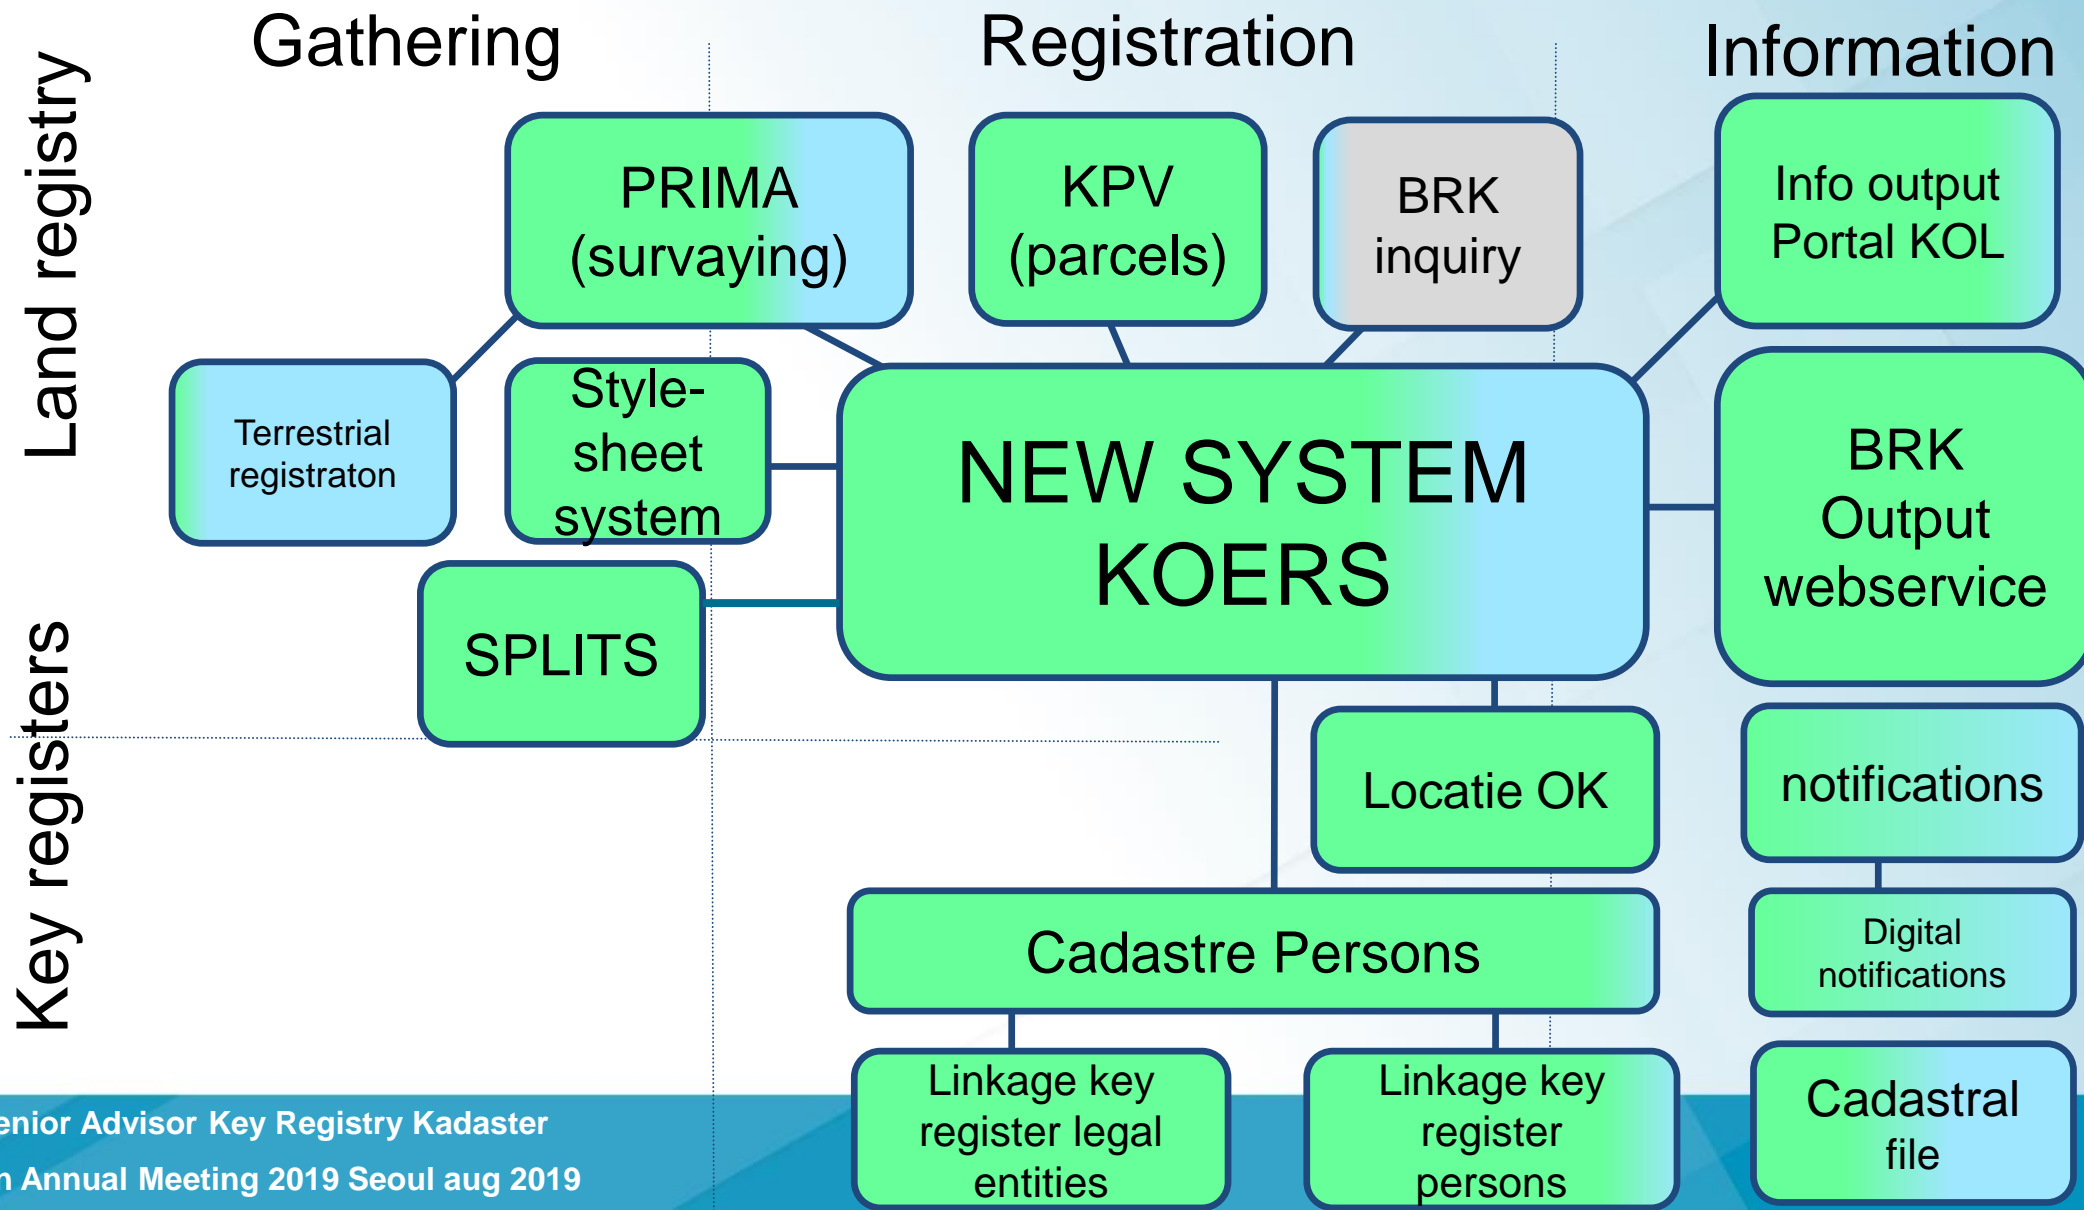 Gathering
Registration
Information
Land registry
Key registers
PRIMA
(survaying)
KPV
(parcels)
BRK
inquiry
Info output
Portal KOL
Terrestrial
registraton
Style-
sheet
system
NEW SYSTEM
KOERS
BRK
Output
webservice
SPLITS
Locatie OK
notifications
Cadastre Persons
Digital
notifications
Linkage key
register legal
entities
Linkage key
register
persons
Cadastral
file
enior Advisor Key Registry Kadaster
n Annual Meeting 2019 Seoul aug 2019